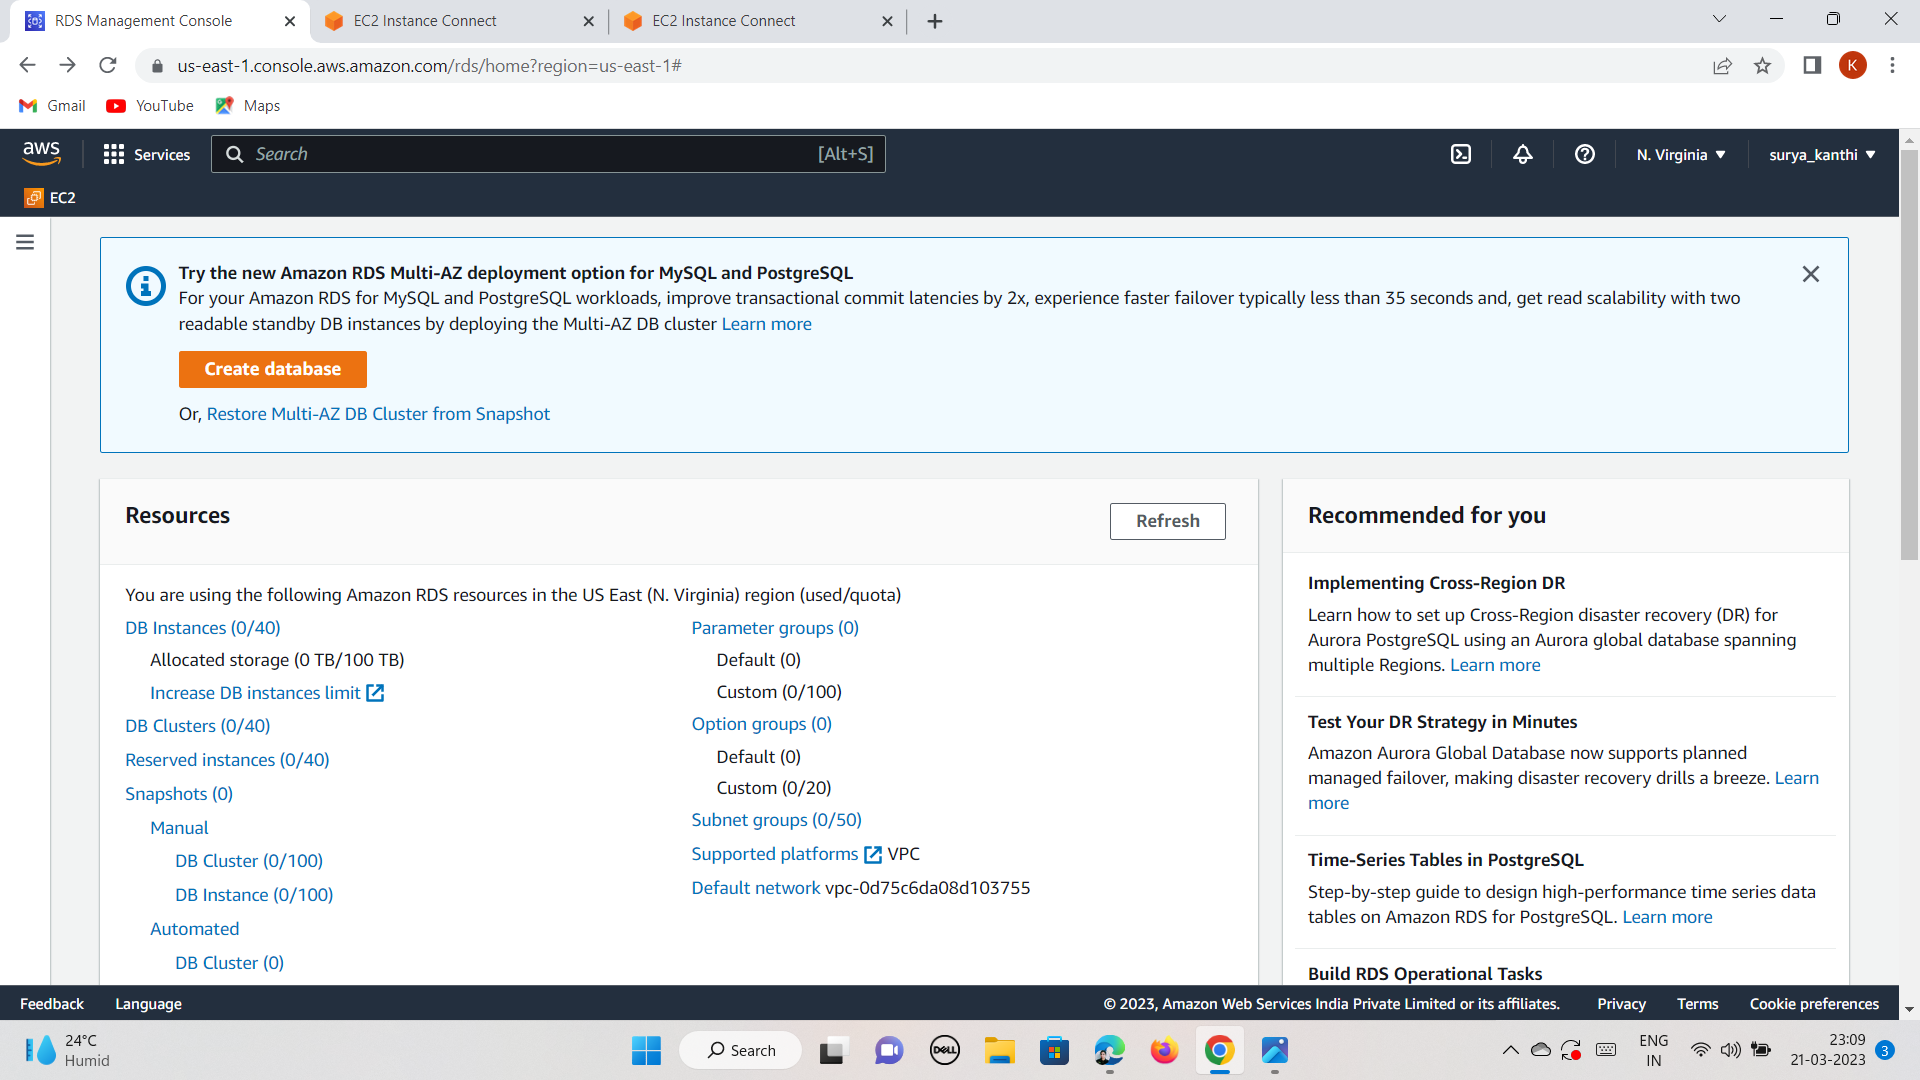 RDS Management Console
EC2 Instance Connect
EC2 Instance Connect
us-east-1.console.aws.amazon.com/rds/home?region=us-east-1#
K
Gmail
YouTube
Maps
aws
Services
Search
[Alt+S]
N. Virginia
surya_kanthi
EC2
Try the new Amazon RDS Multi-AZ deployment option for MySQL and PostgreSQL
For your Amazon RDS for MySQL and PostgreSQL workloads, improve transactional commit latencies by 2x, experience faster failover typically less than 35 seconds and, get read scalability with two
readable standby DB instances by deploying the Multi-AZ DB cluster Learn more
Create database
Or, Restore Multi-AZ DB Cluster from Snapshot
Resources
Refresh
You are using the following Amazon RDS resources in the US East (N. Virginia) region (used/quota)
DB Instances (0/40)
Allocated storage (0 TB/100 TB)
Increase DB instances limit
DB Clusters (0/40)
Reserved instances (0/40)
Snapshots (0)
Manual
DB Cluster (0/100)
DB Instance (0/100)
Automated
DB Cluster (0)
Parameter groups (0)
Default (0)
Custom (0/100)
Option groups (0)
Default (0)
Custom (0/20)
Subnet groups (0/50)
Supported platforms VPC
Default network vpc-0d75c6da08d103755
Recommended for you
Implementing Cross-Region DR
Learn how to set up Cross-Region disaster recovery (DR) for
Aurora PostgreSQL using an Aurora global database spanning
multiple Regions. Learn more
Test Your DR Strategy in Minutes
Amazon Aurora Global Database now supports planned
managed failover, making disaster recovery drills a breeze. Learn
more
Time-Series Tables in PostgreSQL
Step-by-step guide to design high-performance time series data
tables on Amazon RDS for PostgreSQL. Learn more
Build RDS Operational Tasks
Feedback
Language
© 2023, Amazon Web Services India Private Limited or its affiliates.
Privacy
Terms
Cookie preferences
24°C
Humid
Search
DELL
ENG
IN
23:09
21-03-2023
3